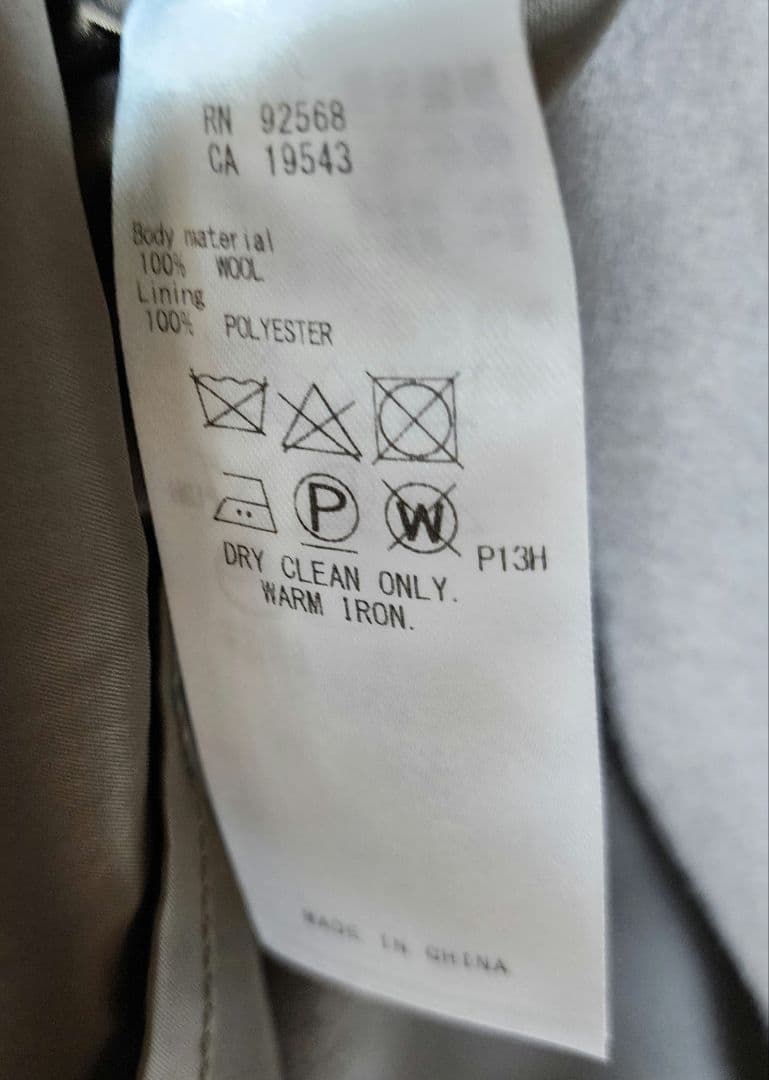 RN 92568
CA 19543
Body material
100% WOOL
Lining
100% POLYESTER
P
W
P13H
DRY CLEAN ONLY.
WARM IRON.
MADE IN CHINA